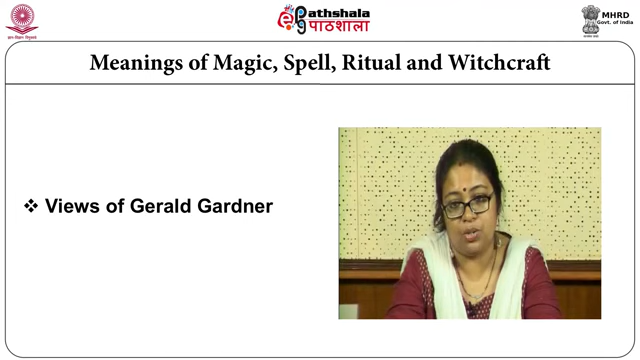 Pathshala
पाठशाला
MHRD
Govt. of India
Meanings of Magic, Spell, Ritual and Witchcraft
❖ Views of Gerald Gardner